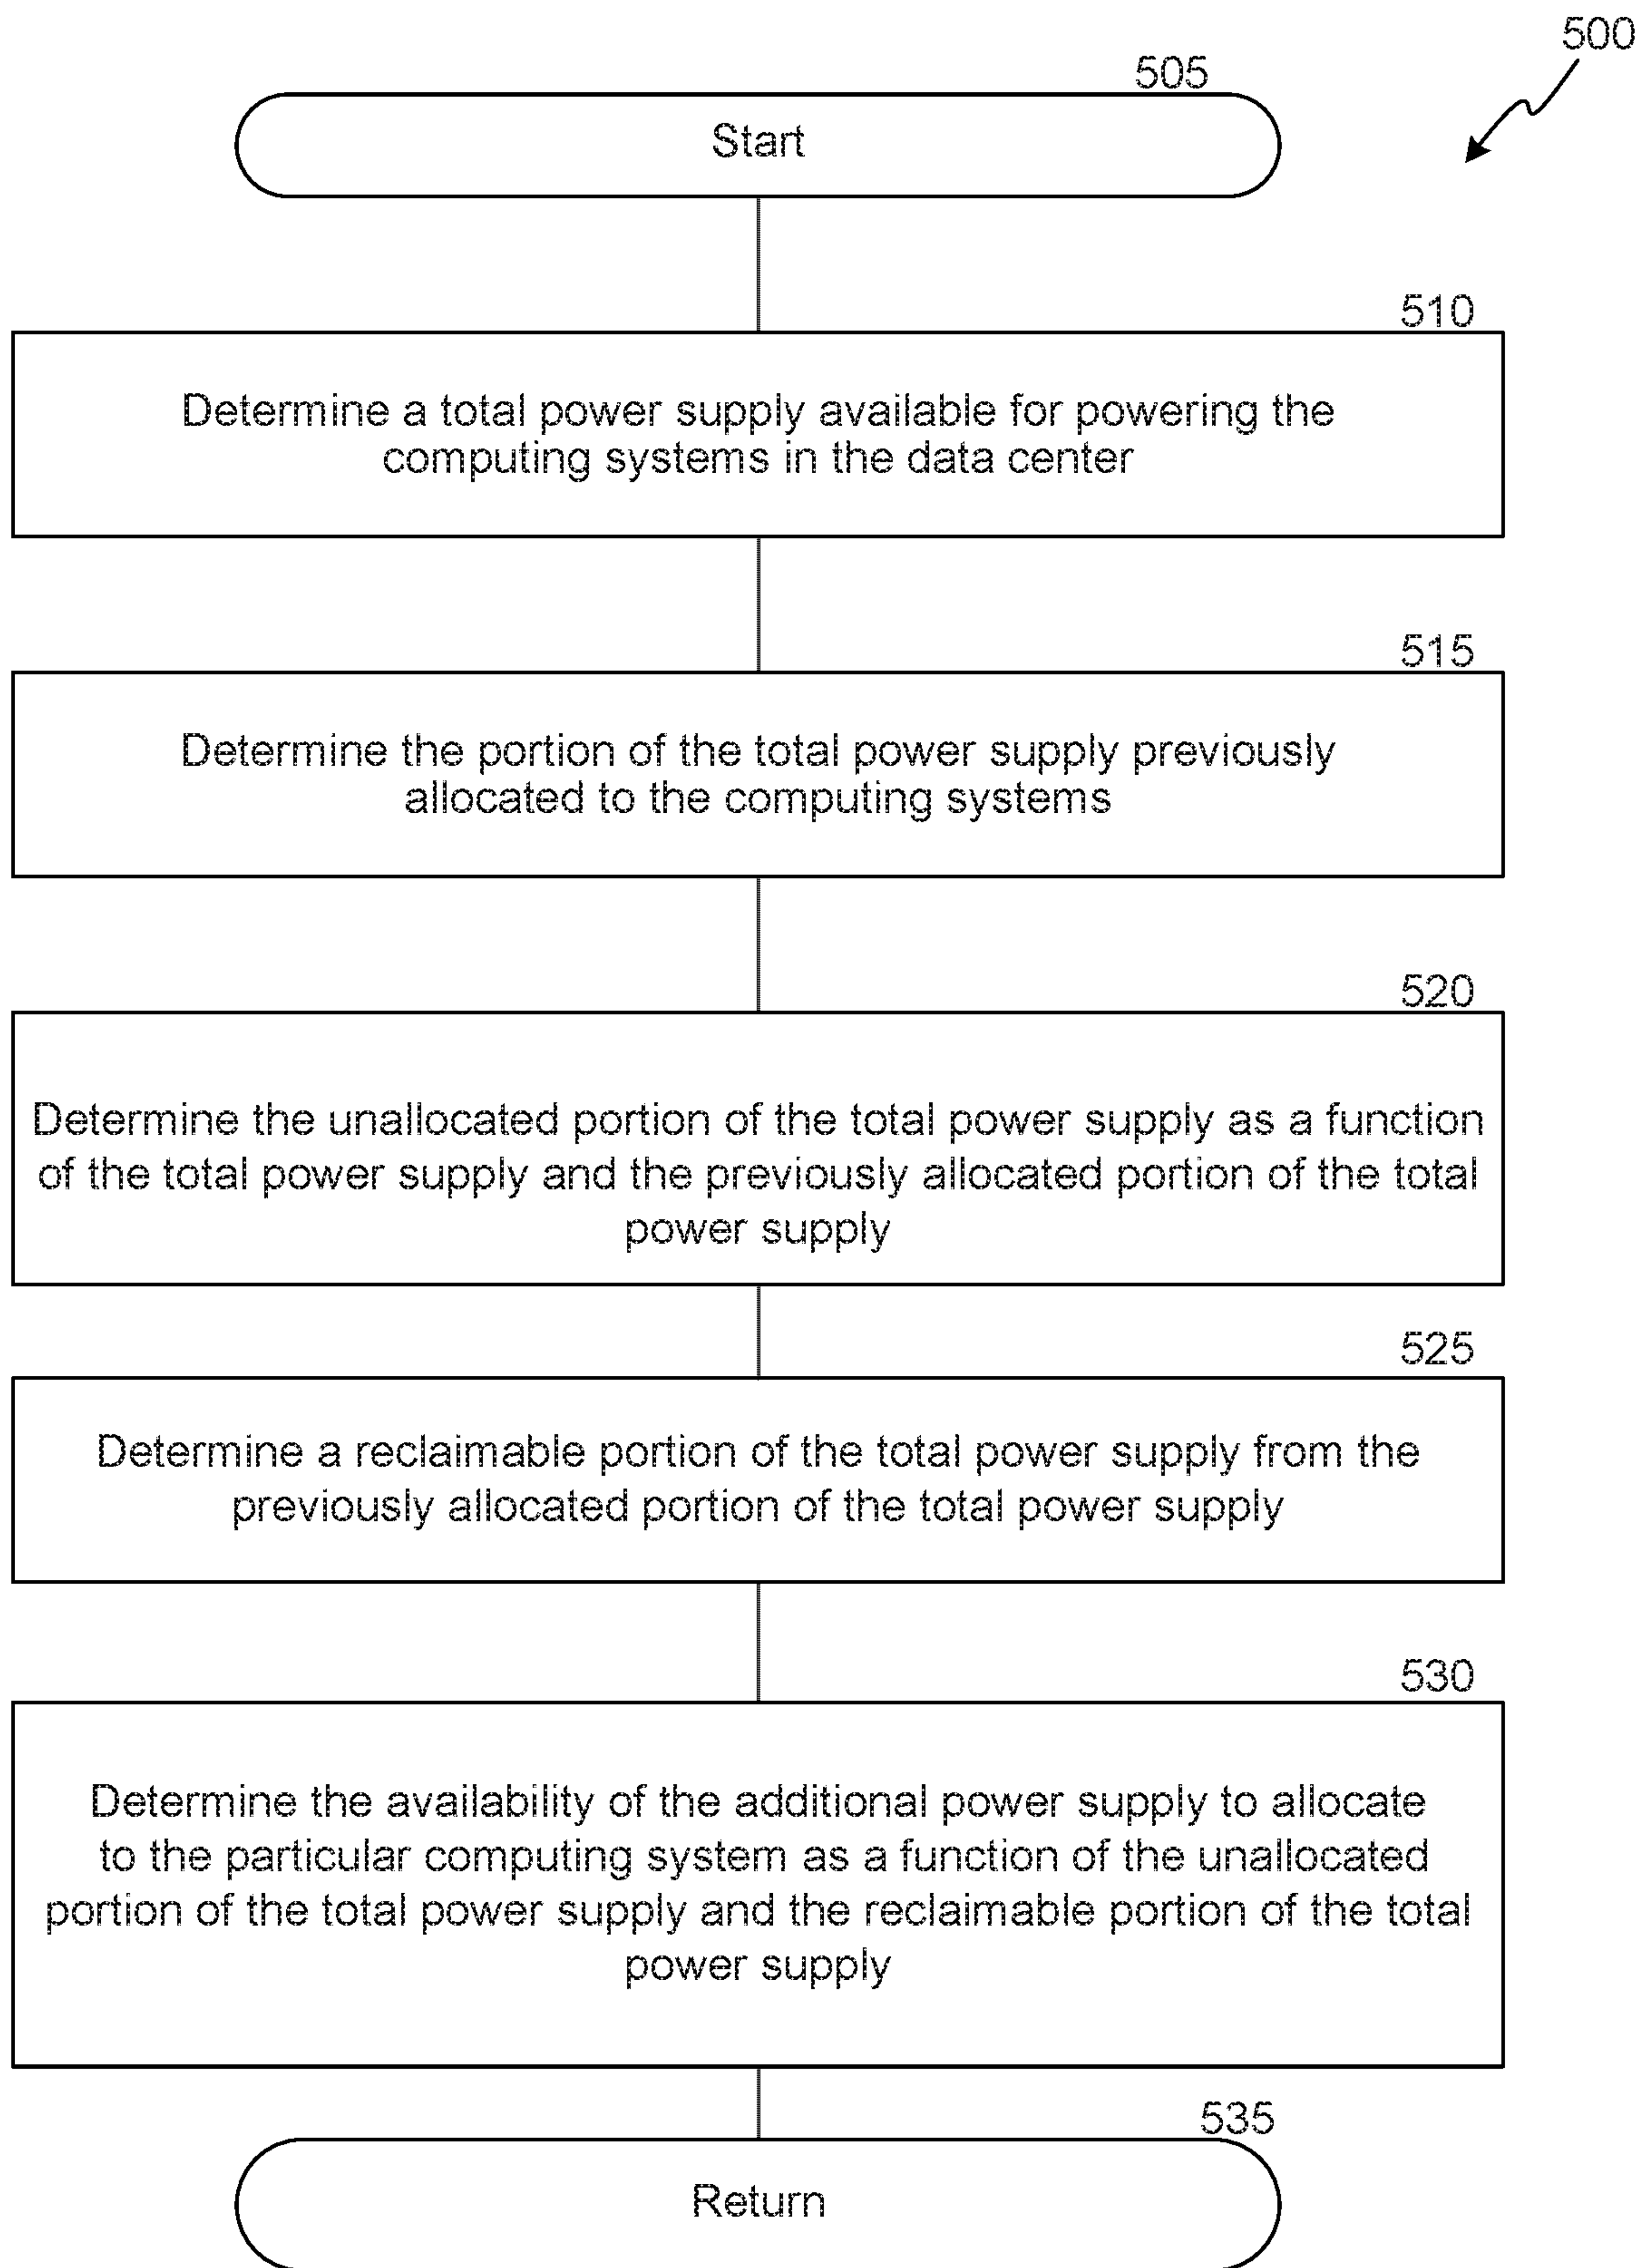 500
505
Start
510
Determine a total power supply available for powering the
computing systems in the data center
515
Determine the portion of the total power supply previously
allocated to the computing systems
520
Determine the unallocated portion of the total power supply as a function
of the total power supply and the previously allocated portion of the total
power supply
525
Determine a reclaimable portion of the total power supply from the
previously allocated portion of the total power supply
530
Determine the availability of the additional power supply to allocate
to the particular computing system as a function of the unallocated
portion of the total power supply and the reclaimable portion of the total
power supply
535
Return